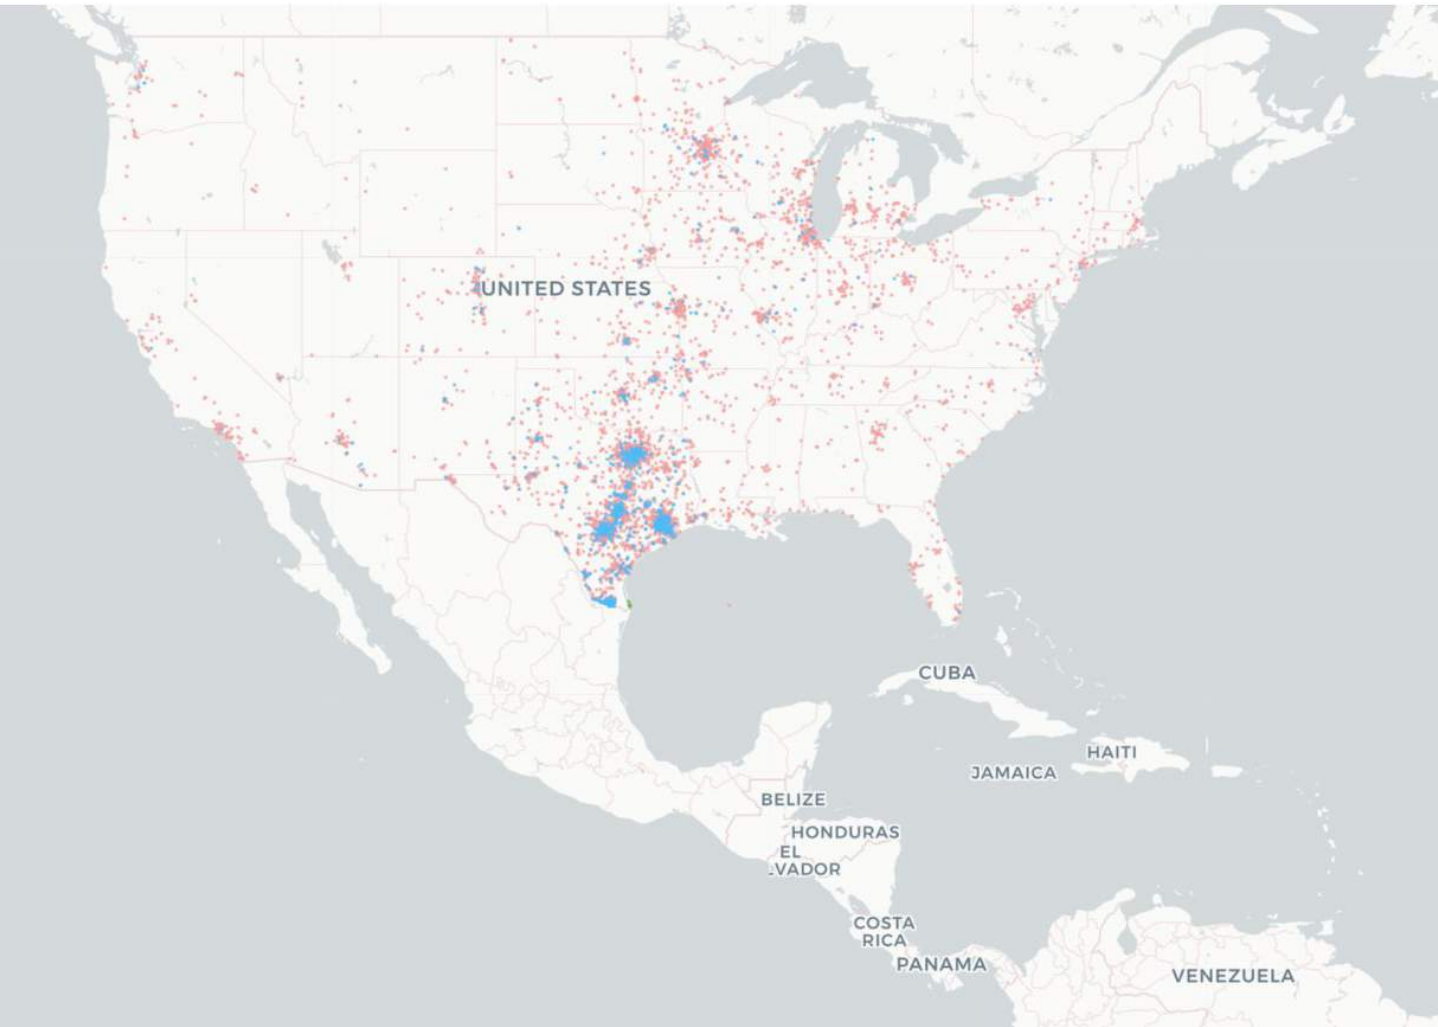 UNITED STATES
CUBA
HAITI
JAMAICA
BELIZE
HONDURAS
EL
VADOR
COSTA
RICA
PANAMA
VENEZUELA